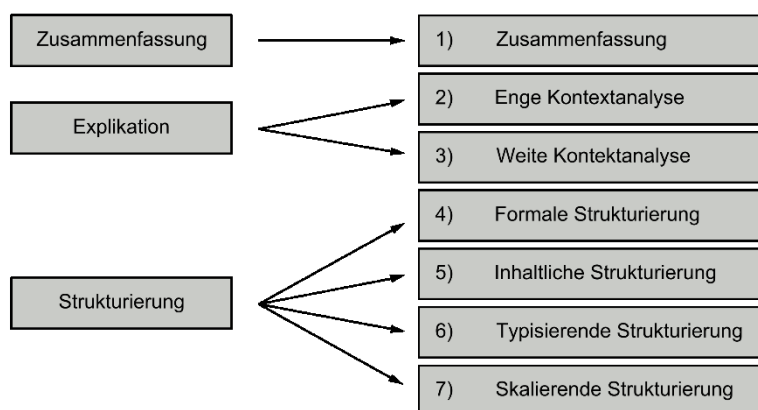 Zusammenfassung
1) Zusammenfassung
Explikation
2) Enge Kontextanalyse
3) Weite Kontektanalyse
Strukturierung
4) Formale Strukturierung
5) Inhaltliche Strukturierung
6) Typisierende Strukturierung
7) Skalierende Strukturierung